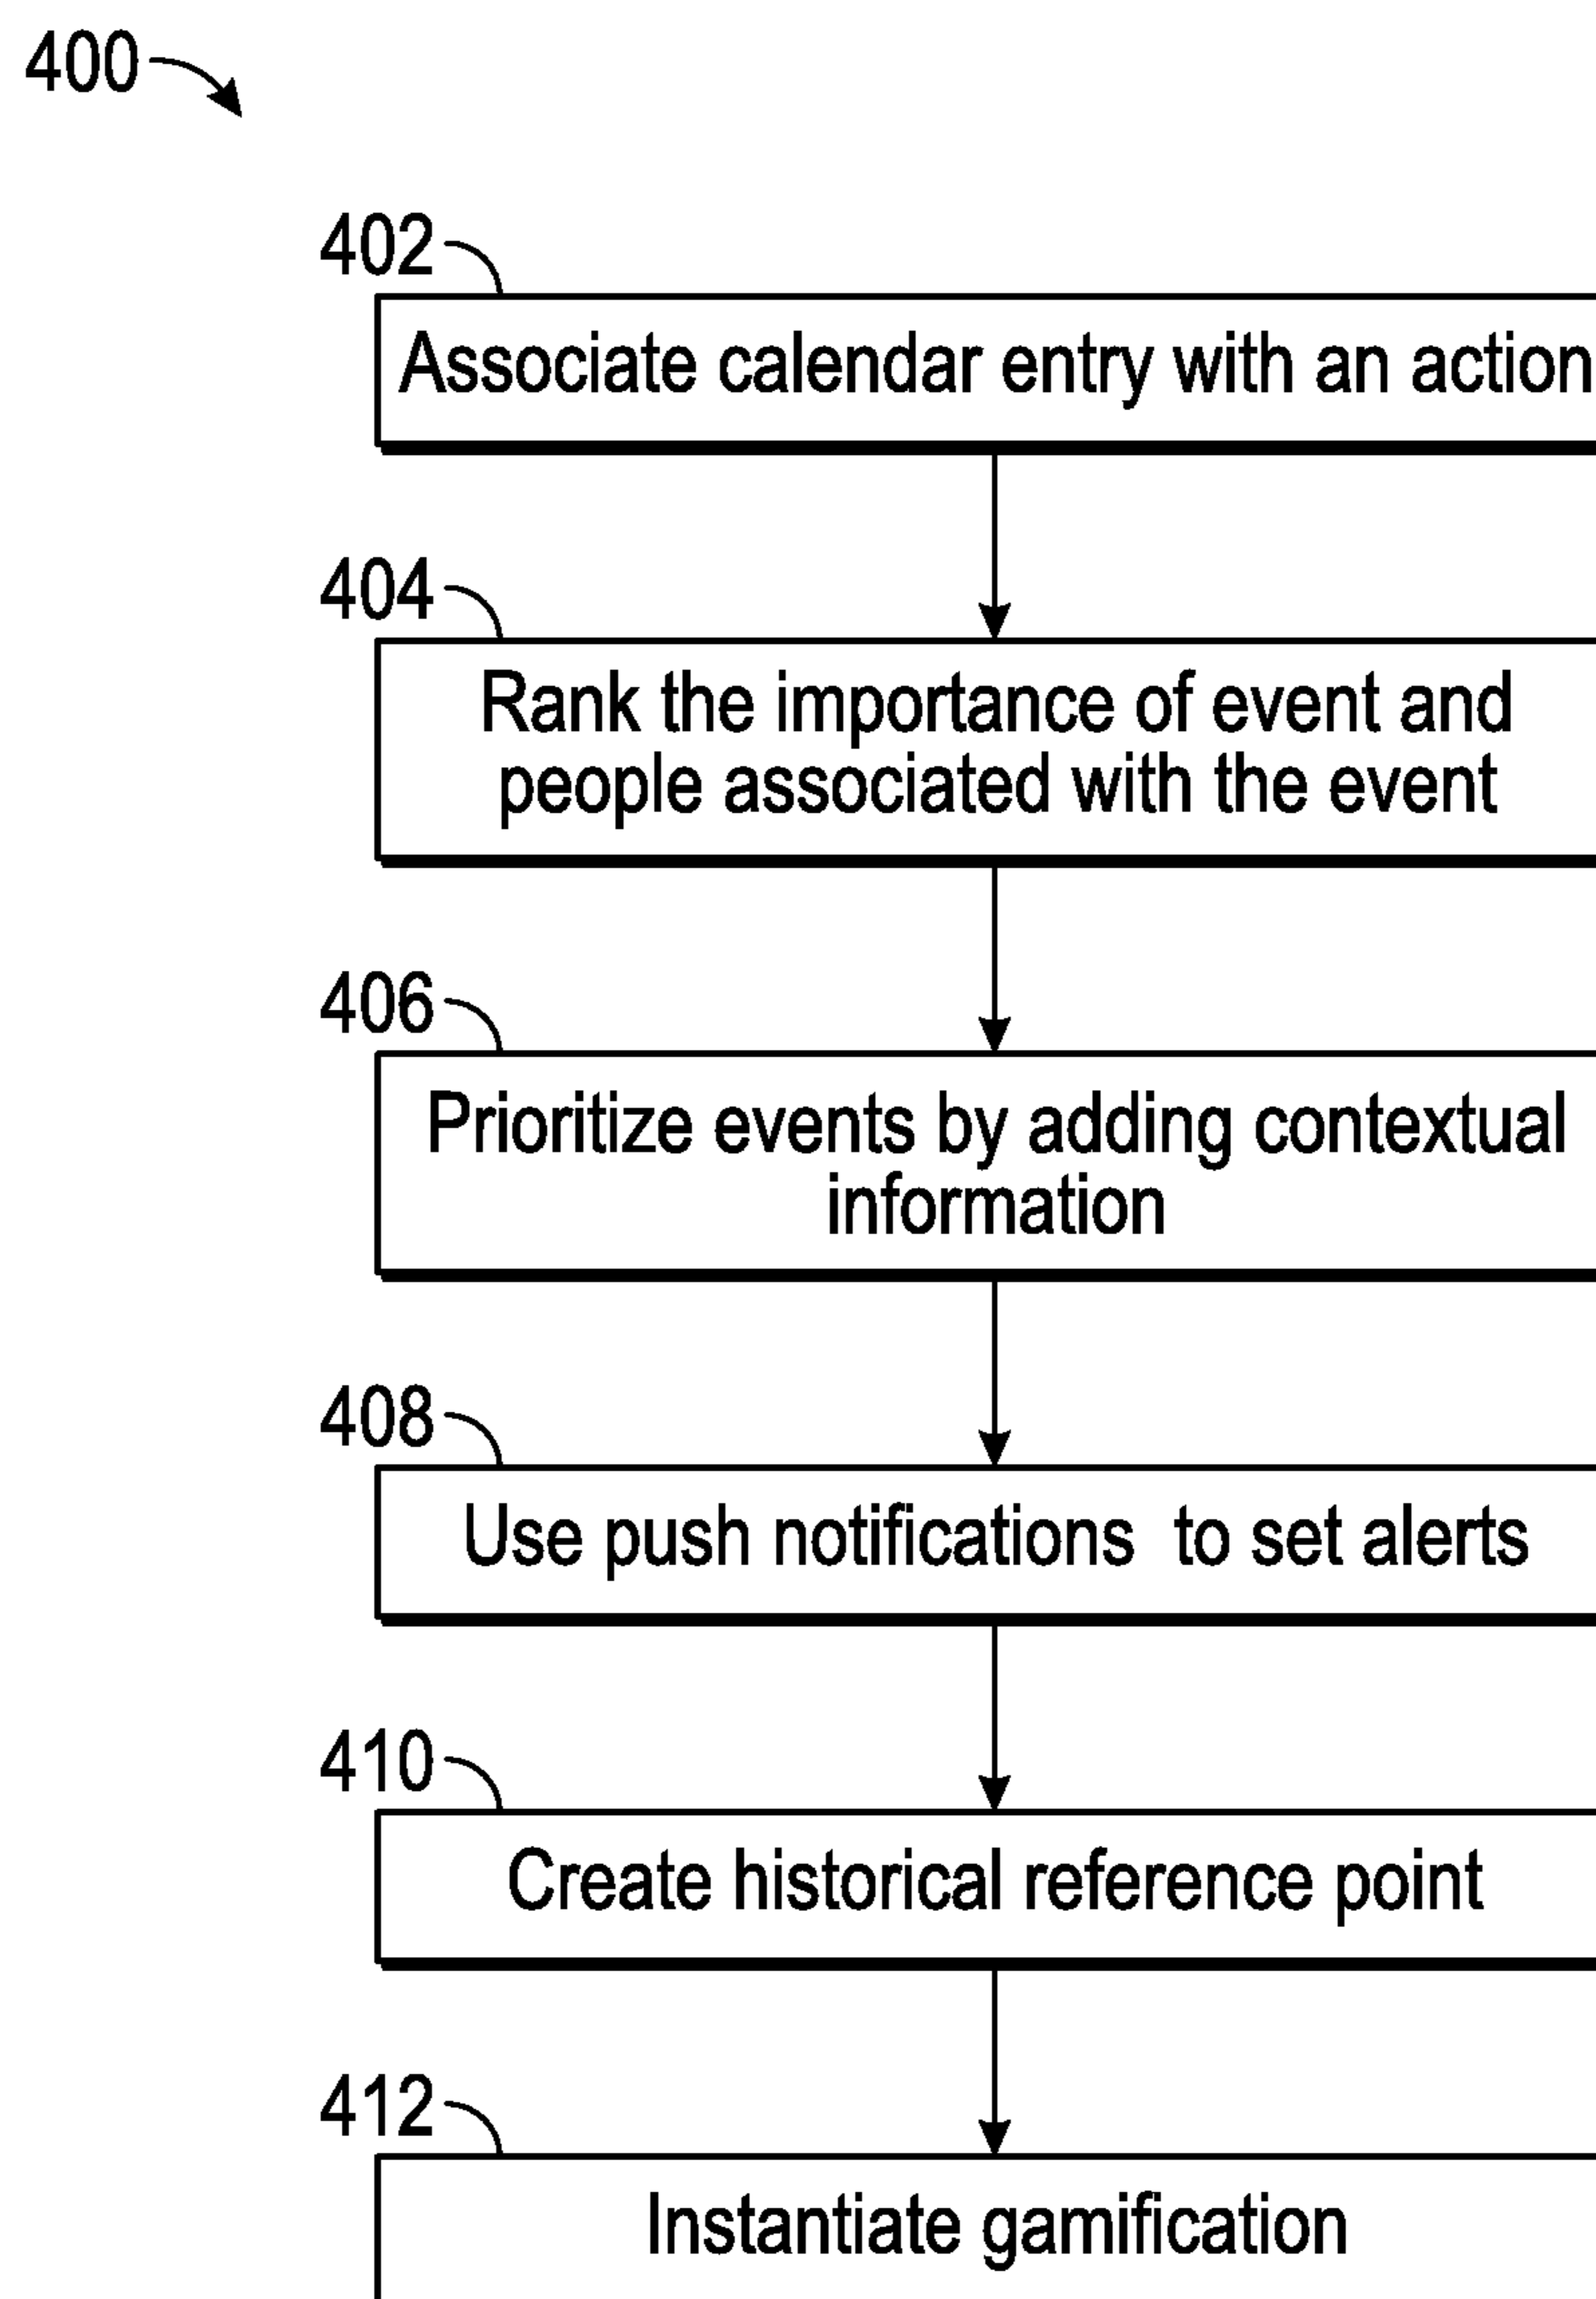 400
402
Associate calendar entry with an action
404
Rank the importance of event and
people associated with the event
406
Prioritize events by adding contextual
information
408
Use push notifications to set alerts
410
Create historical reference point
412
Instantiate gamification